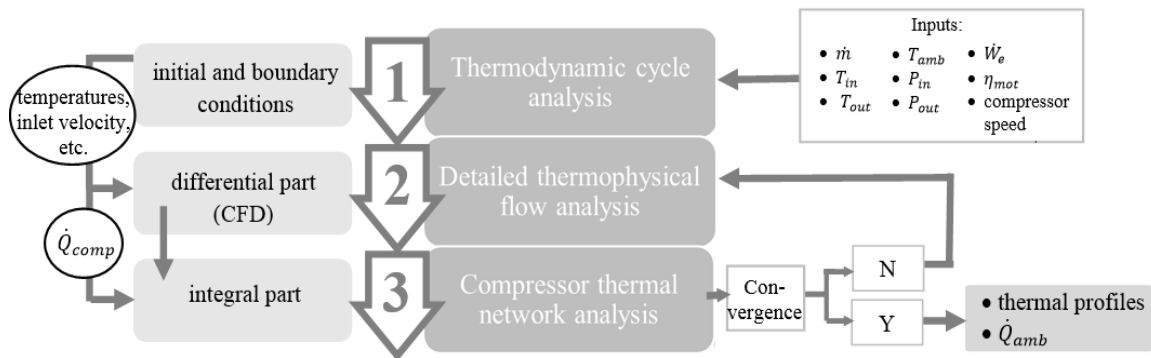 Inputs:
• ṁ • T_amb • Ẇ_e
• T_in • P_in • η_mot
• T_out • P_out • compressor
speed
initial and boundary
conditions
1
Thermodynamic cycle
analysis
temperatures,
inlet velocity,
etc.
differential part
(CFD)
2
Detailed thermophysical
flow analysis
Q̇_comp
integral part
3
Compressor thermal
network analysis
Con-
vergence
N
Y
• thermal profiles
• Q̇_amb